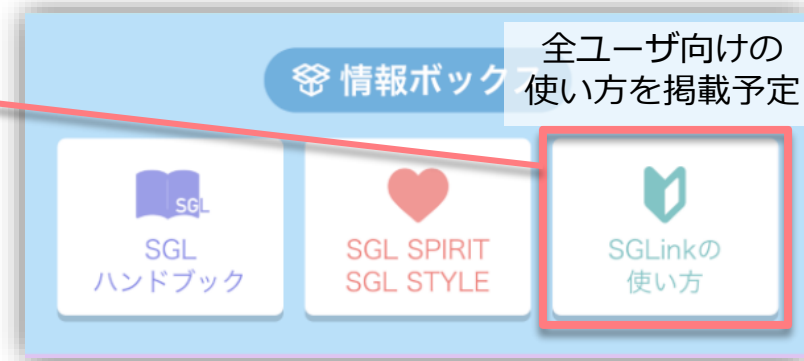 全ユーザ向けの
使い方を掲載予定
情報ボック
SGL
SGL
ハンドブック
SGL SPIRIT
SGL STYLE
SGLinkの
使い方